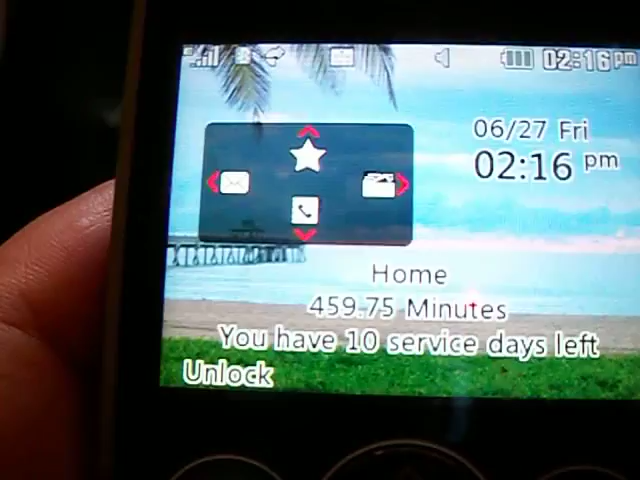 02:16pm
06/27 Fri
02:16 pm
Home
459.75 Minutes
You have 10 service days left
Unlock